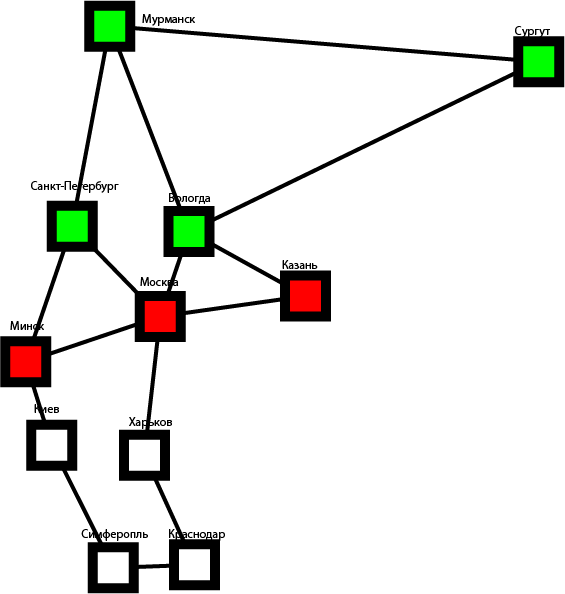 Мурманск
Сургут
Санкт-Петербург
Вологда
Казань
Москва
Минск
Киев
Харьков
Симферопль
Краснодар